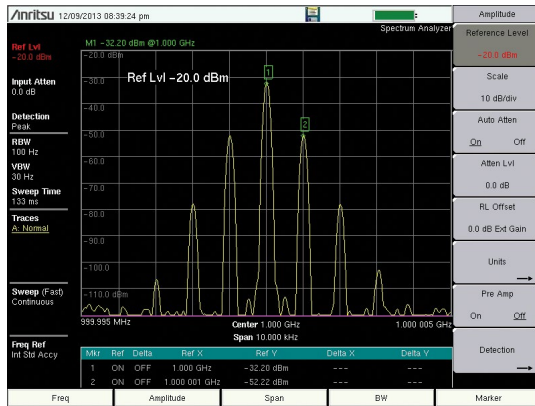 Anritsu 12/09/2013 08:39:24 pm
Spectrum Analyzer
M1 -32.20 dBm @1.000 GHz
Ref Lvl
-20.0 dBm
Input Atten
0.0 dB
Detection
Peak
RBW
100 Hz
VBW
30 Hz
Sweep Time
133 ms
Traces
A: Normal
Sweep (Fast)
Continuous
Freq Ref
Int Std Accy
-20.0 dBm
Ref Lvl -20.0 dBm
1
2
-30.0
-40.0
-50.0
-60.0
-70.0
-80.0
-90.0
-100.0
-110.0 dBm
999.995 MHz
Center 1.000 GHz
1.000 005 GHz
Span 10.000 kHz
Mkr Ref Delta Ref X Ref Y Delta X Delta Y
1 ON OFF 1.000 GHz -32.20 dBm --- ---
2 ON OFF 1.000 001 GHz -52.22 dBm --- ---
Amplitude
Reference Level
-20.0 dBm
Scale
10 dB/div
Auto Atten
On Off
Atten Lvl
0.0 dB
RL Offset
0.0 dB Ext Gain
Units
Pre Amp
On Off
Detection
Freq Amplitude Span BW Marker